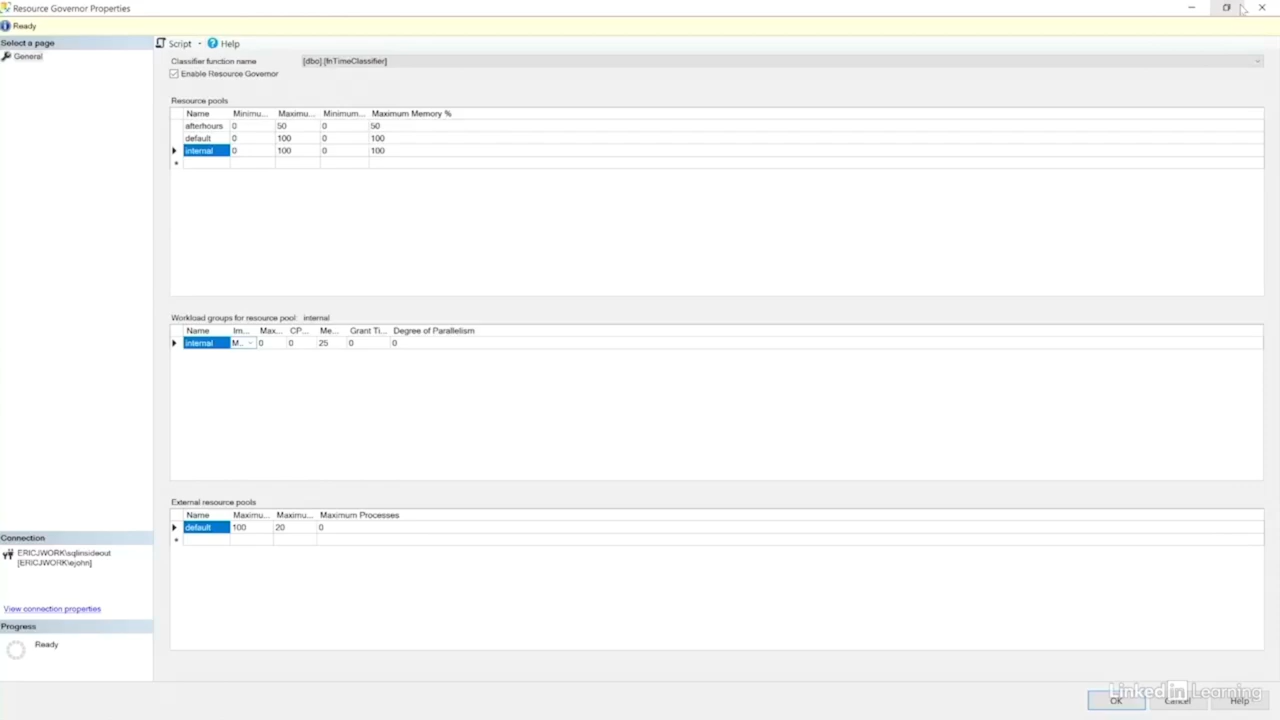 Resource Governor Properties
Ready
Select a page
General
Script Help
Classifier function name [dbo].[fnTimeClassifier]
Enable Resource Governor
Resource pools
Name Minimu... Maximu... Minimum... Maximum Memory %
afterhours 0 50 0 50
default 0 100 0 100
internal 0 100 0 100
Workload groups for resource pool: internal
Name Im... Max... CP... Me... Grant Ti... Degree of Parallelism
internal M... 0 0 25 0 0
External resource pools
Name Maximu... Maximu... Maximum Processes
default 100 20 0
Connection
ERICJWORK\sqlinsideout
[ERICJWORK\ejohn]
View connection properties
Progress
Ready
LinkedIn Learning
OK Cancel Help